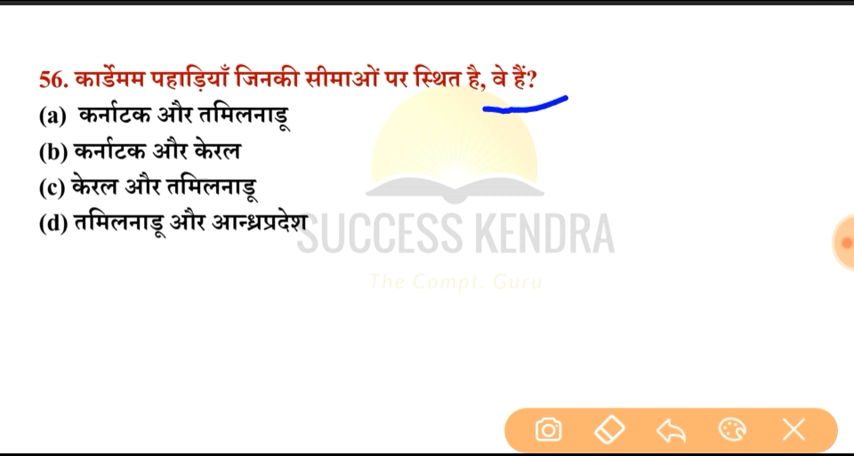 56. कार्डेमम पहाड़ियाँ जिनकी सीमाओं पर स्थित है, वे हैं?
(a) कर्नाटक और तमिलनाडू
(b) कर्नाटक और केरल
(c) केरल और तमिलनाडू
(d) तमिलनाडू और आन्ध्रप्रदेश
SUCCESS KENDRA
The Compt. Guru